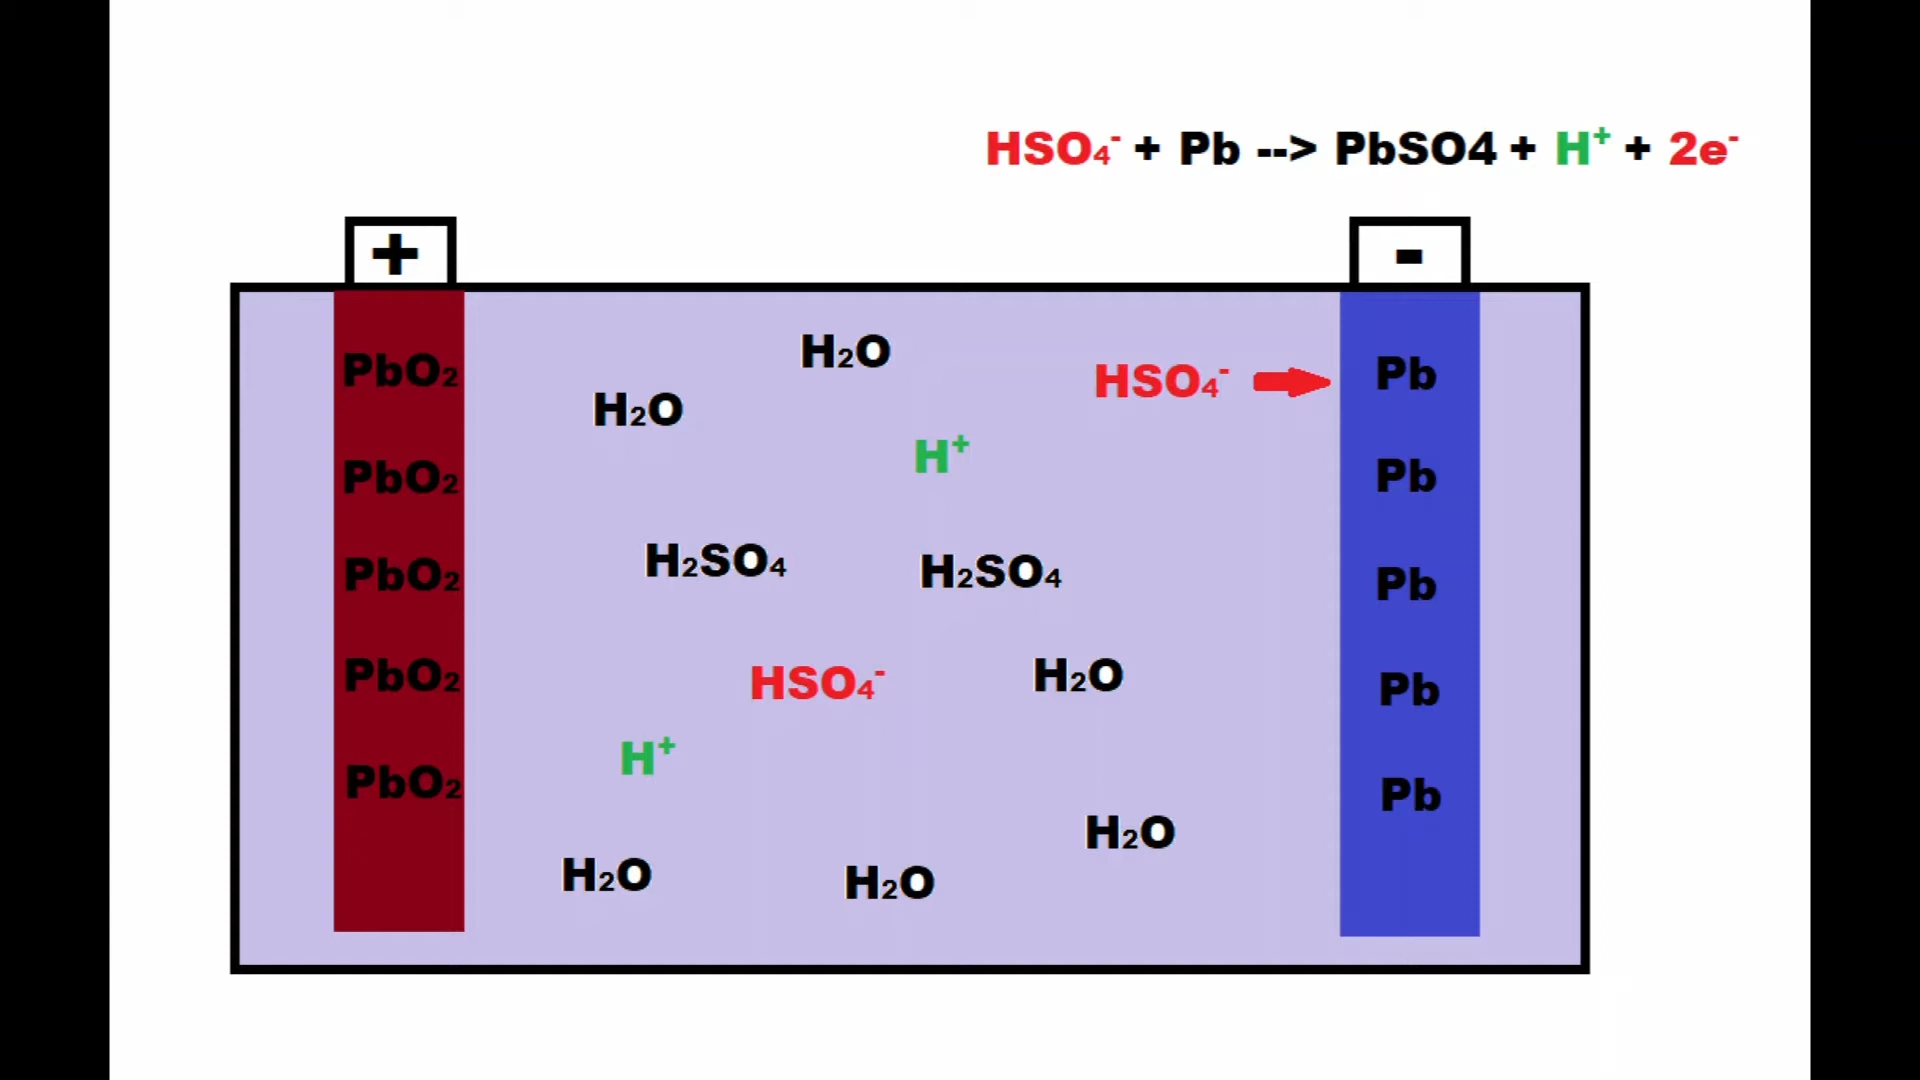 HSO₄⁻ + Pb --> PbSO4 + H⁺ + 2e⁻
+
-
H₂O
PbO₂
HSO₄⁻
Pb
H₂O
H⁺
PbO₂
Pb
H₂SO₄
H₂SO₄
PbO₂
Pb
PbO₂
HSO₄⁻
H₂O
Pb
H⁺
PbO₂
Pb
H₂O
H₂O
H₂O